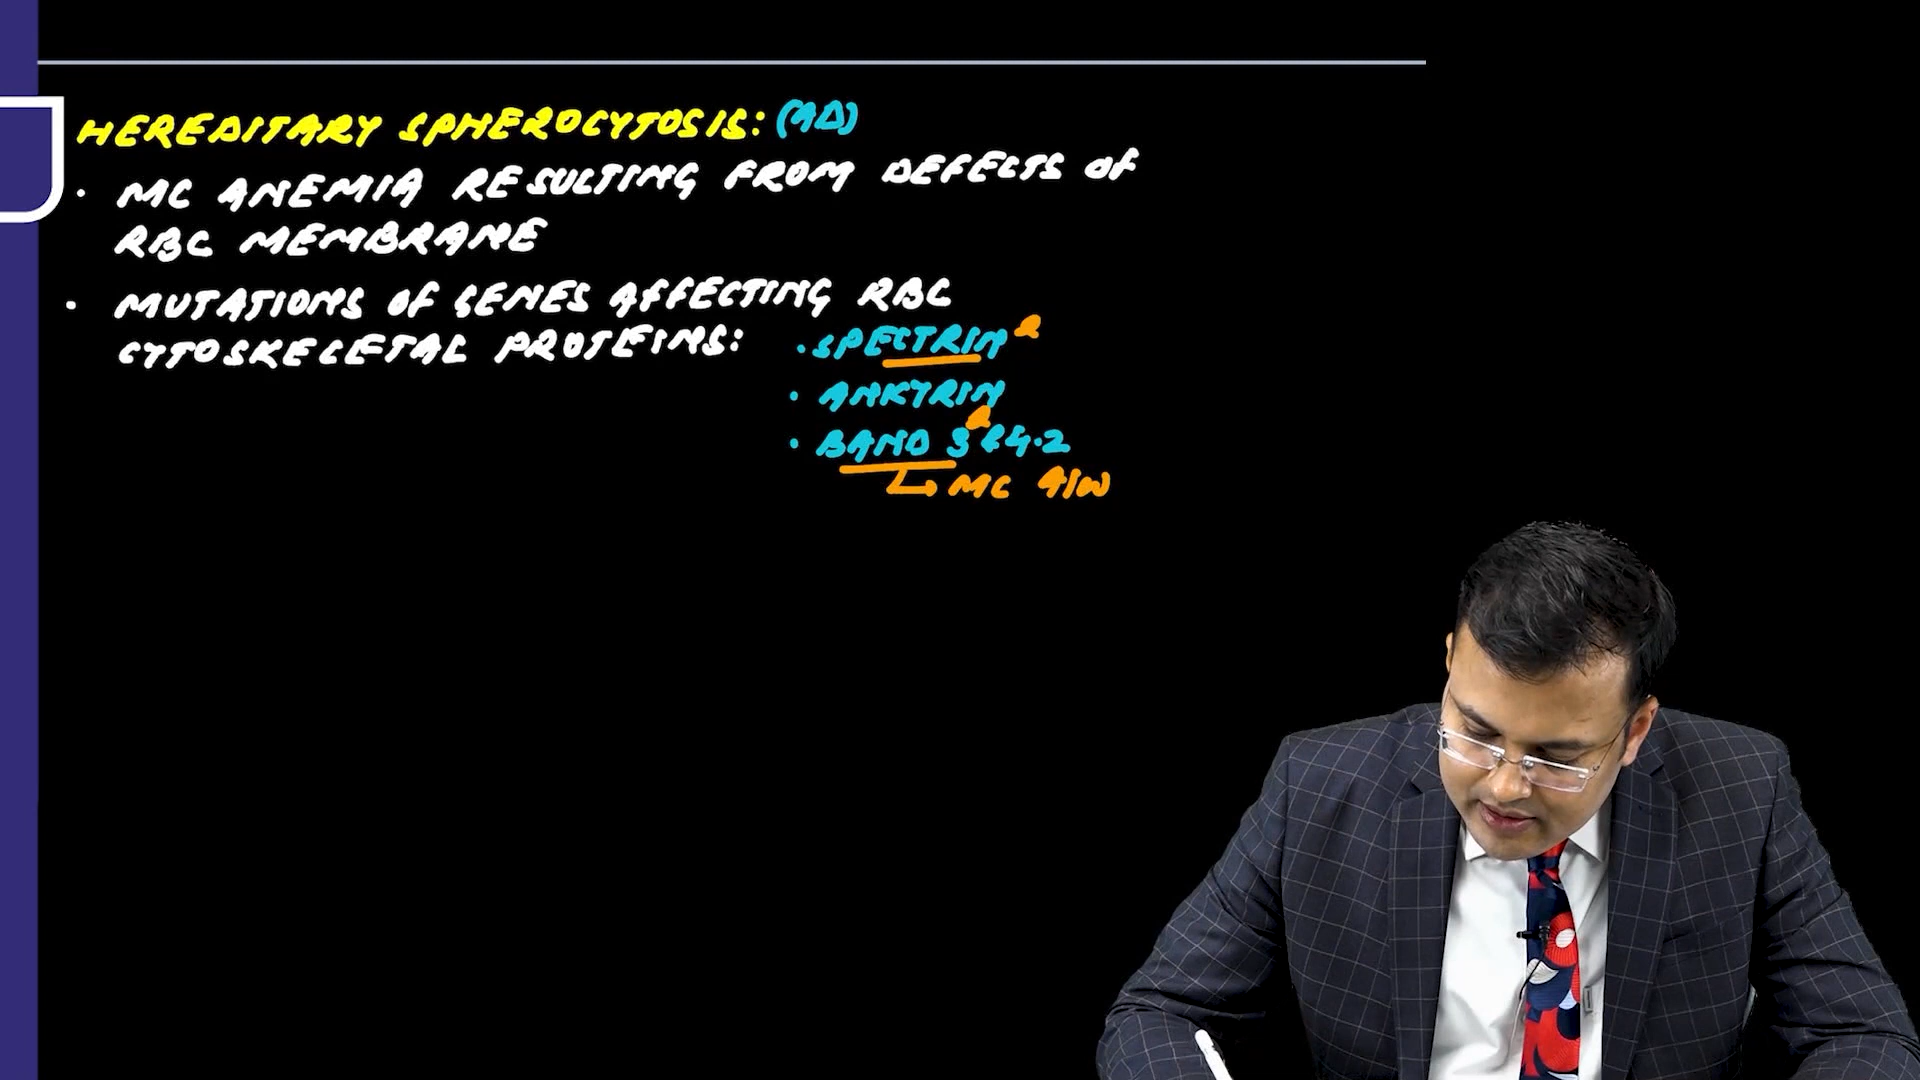 HEREDITARY SPHEROCYTOSIS: (AD)
· MC ANEMIA RESULTING FROM DEFECTS OF
RBC MEMBRANE
· MUTATIONS OF GENES AFFECTING RBC
CYTOSKELETAL PROTEINS:
· SPECTRIN
· ANKYRIN
· BAND 3 & 4.2
MC A/W